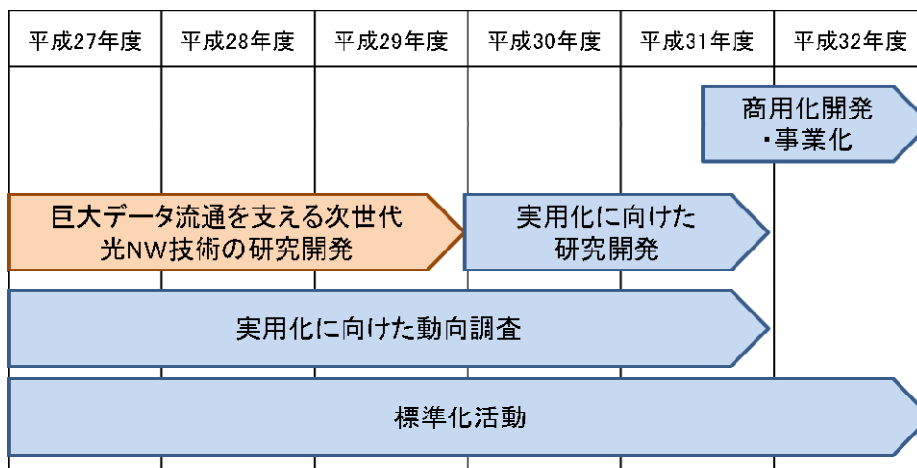 平成27年度 平成28年度 平成29年度 平成30年度 平成31年度 平成32年度
商用化開発
・事業化
巨大データ流通を支える次世代
光NW技術の研究開発
実用化に向けた
研究開発
実用化に向けた動向調査
標準化活動